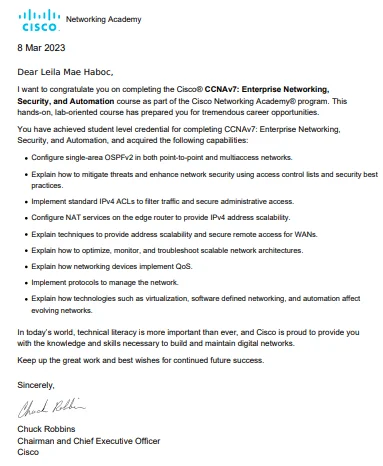 CISCO Networking Academy
8 Mar 2023
Dear Leila Mae Haboc,
I want to congratulate you on completing the Cisco® CCNAv7: Enterprise Networking,
Security, and Automation course as part of the Cisco Networking Academy® program. This
hands-on, lab-oriented course has prepared you for tremendous career opportunities.
You have achieved student level credential for completing CCNAv7: Enterprise Networking,
Security, and Automation, and acquired the following capabilities:
• Configure single-area OSPFv2 in both point-to-point and multiaccess networks.
• Explain how to mitigate threats and enhance network security using access control lists and security best
practices.
• Implement standard IPv4 ACLs to filter traffic and secure administrative access.
• Configure NAT services on the edge router to provide IPv4 address scalability.
• Explain techniques to provide address scalability and secure remote access for WANs.
• Explain how to optimize, monitor, and troubleshoot scalable network architectures.
• Explain how networking devices implement QoS.
• Implement protocols to manage the network.
• Explain how technologies such as virtualization, software defined networking, and automation affect
evolving networks.
In today's world, technical literacy is more important than ever, and Cisco is proud to provide you
with the knowledge and skills necessary to build and maintain digital networks.
Keep up the great work and best wishes for continued future success.
Sincerely,
Chuck Robbins
Chuck Robbins
Chairman and Chief Executive Officer
Cisco